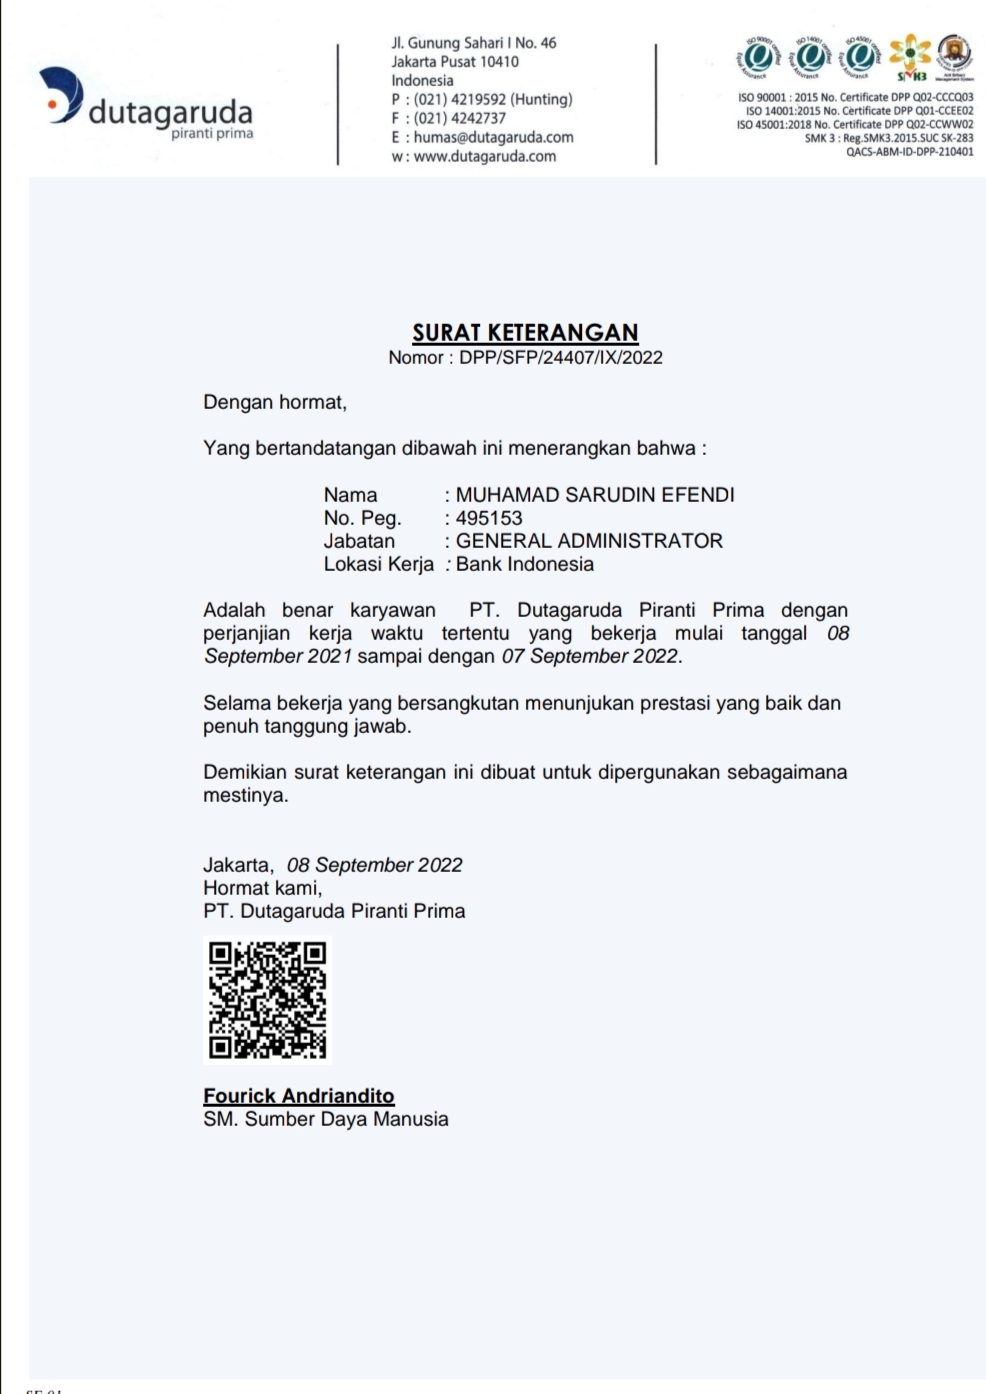 dutagaruda
piranti prima
Jl. Gunung Sahari I No. 46
Jakarta Pusat 10410
Indonesia
P : (021) 4219592 (Hunting)
F : (021) 4242737
E : humas@dutagaruda.com
w : www.dutagaruda.com
SMK3
ISO 90001 : 2015 No. Certificate DPP Q02-CCCQ03
ISO 14001:2015 No. Certificate DPP Q01-CCEE02
ISO 45001:2018 No. Certificate DPP Q02-CCWW02
SMK 3 : Reg.SMK3.2015.SUC SK-283
QACS-ABM-ID-DPP-210401
SURAT KETERANGAN
Nomor : DPP/SFP/24407/IX/2022
Dengan hormat,
Yang bertandatangan dibawah ini menerangkan bahwa :
Nama : MUHAMAD SARUDIN EFENDI
No. Peg. : 495153
Jabatan : GENERAL ADMINISTRATOR
Lokasi Kerja : Bank Indonesia
Adalah benar karyawan PT. Dutagaruda Piranti Prima dengan
perjanjian kerja waktu tertentu yang bekerja mulai tanggal 08
September 2021 sampai dengan 07 September 2022.
Selama bekerja yang bersangkutan menunjukan prestasi yang baik dan
penuh tanggung jawab.
Demikian surat keterangan ini dibuat untuk dipergunakan sebagaimana
mestinya.
Jakarta, 08 September 2022
Hormat kami,
PT. Dutagaruda Piranti Prima
Fourick Andriandito
SM. Sumber Daya Manusia